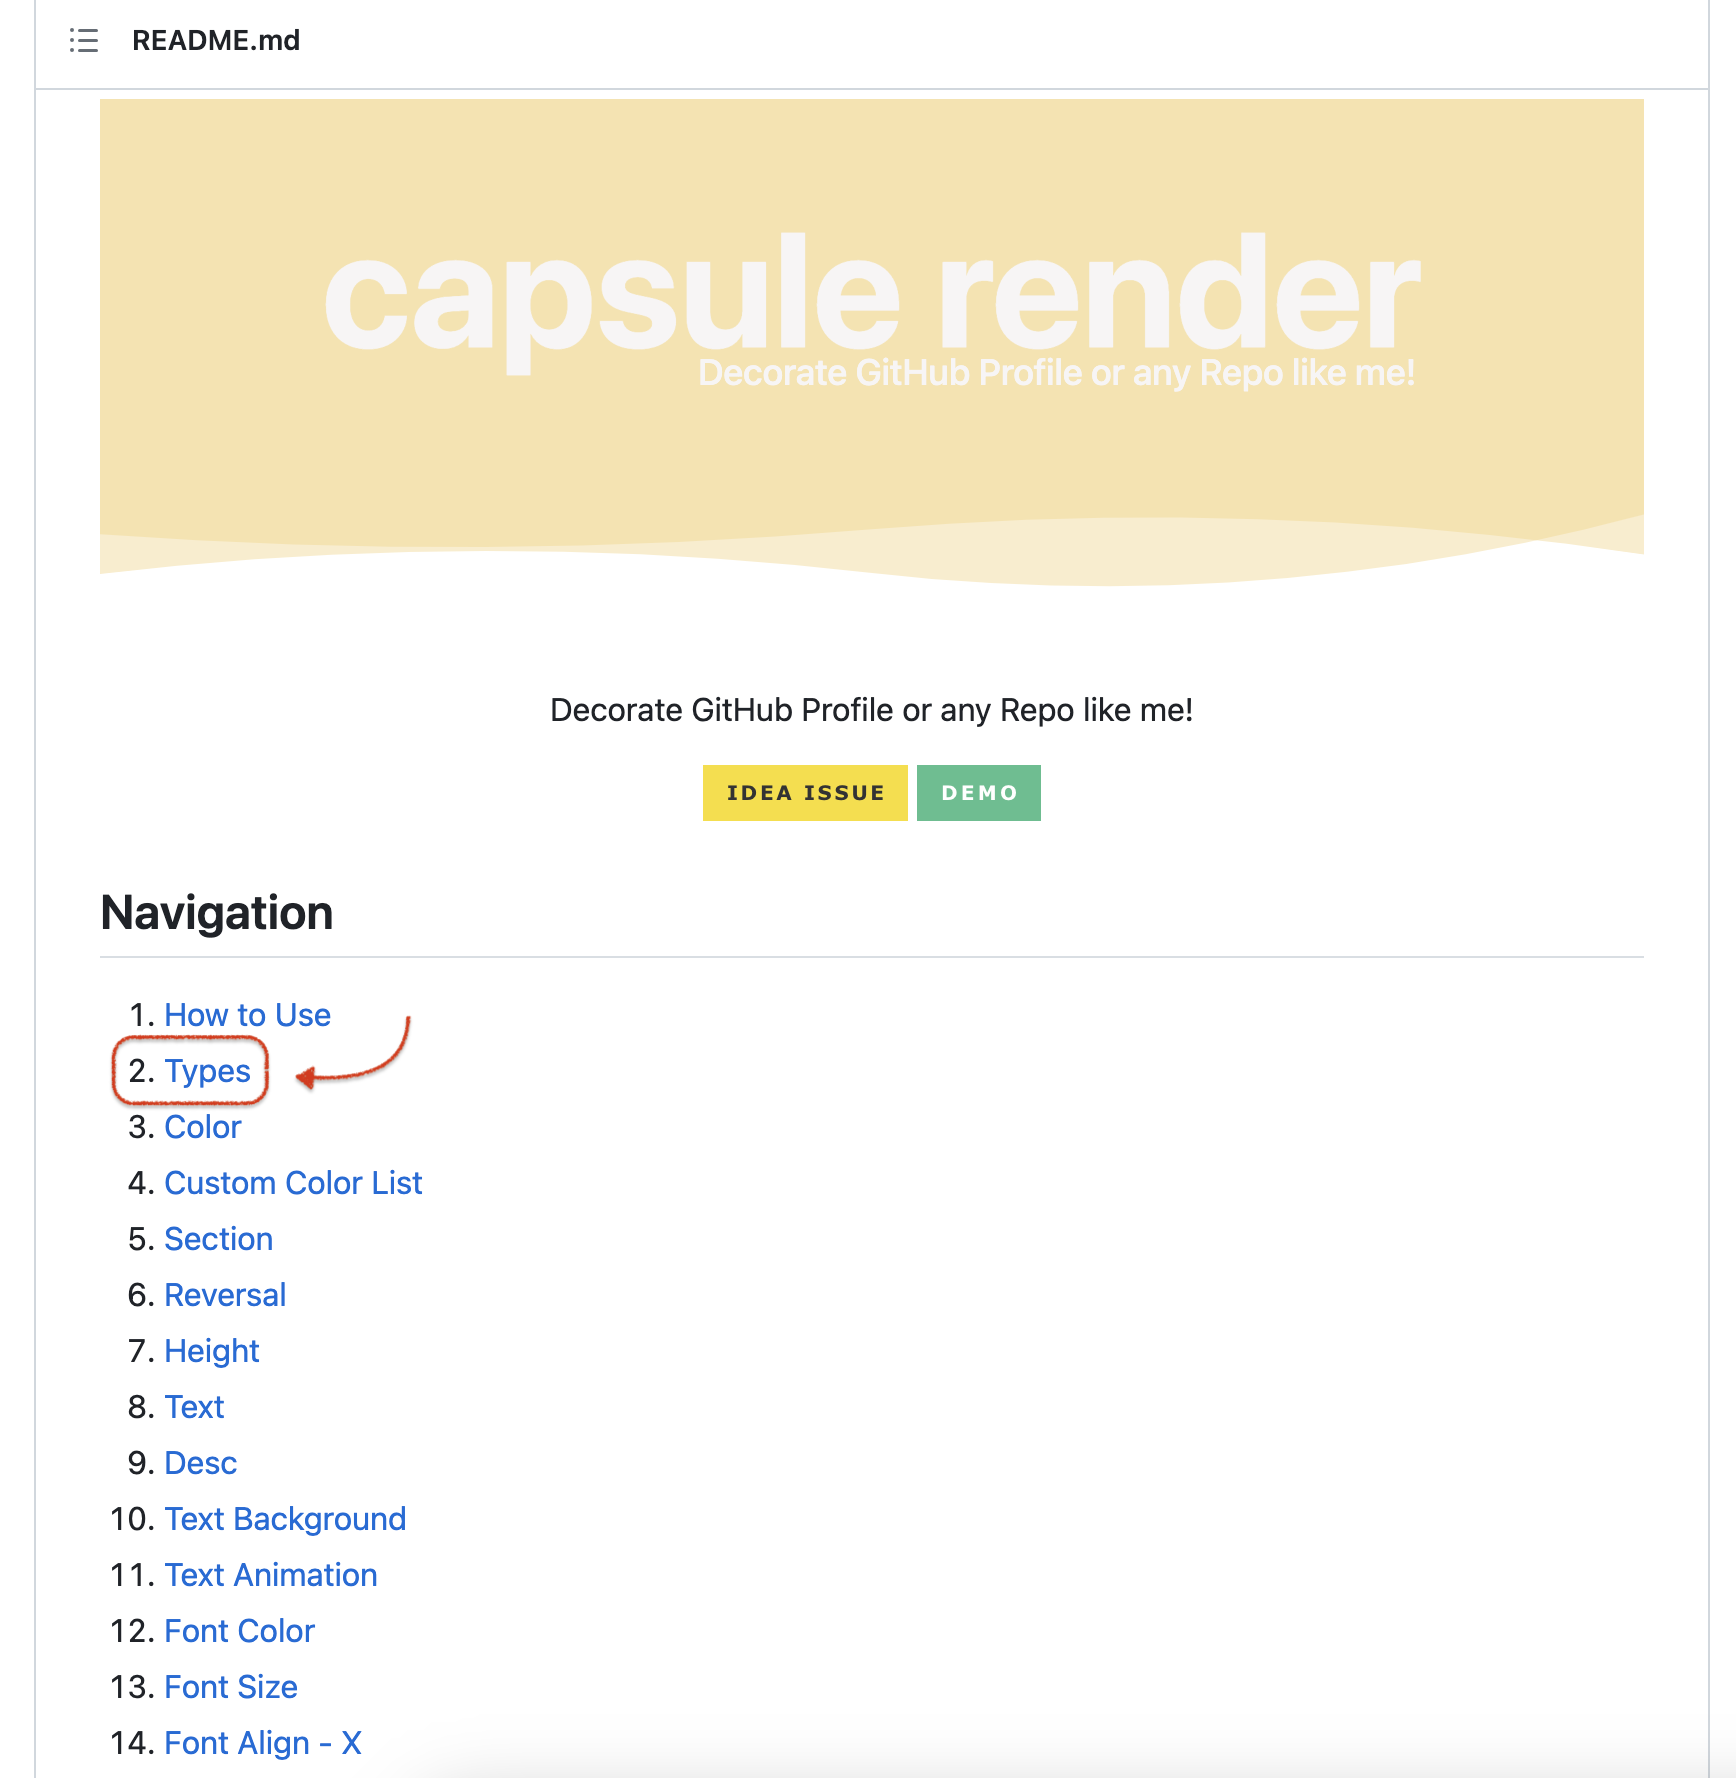 README.md
capsule render
Decorate GitHub Profile or any Repo like me!
Decorate GitHub Profile or any Repo like me!
IDEA ISSUE DEMO
Navigation
1. How to Use
2. Types
3. Color
4. Custom Color List
5. Section
6. Reversal
7. Height
8. Text
9. Desc
10. Text Background
11. Text Animation
12. Font Color
13. Font Size
14. Font Align - X